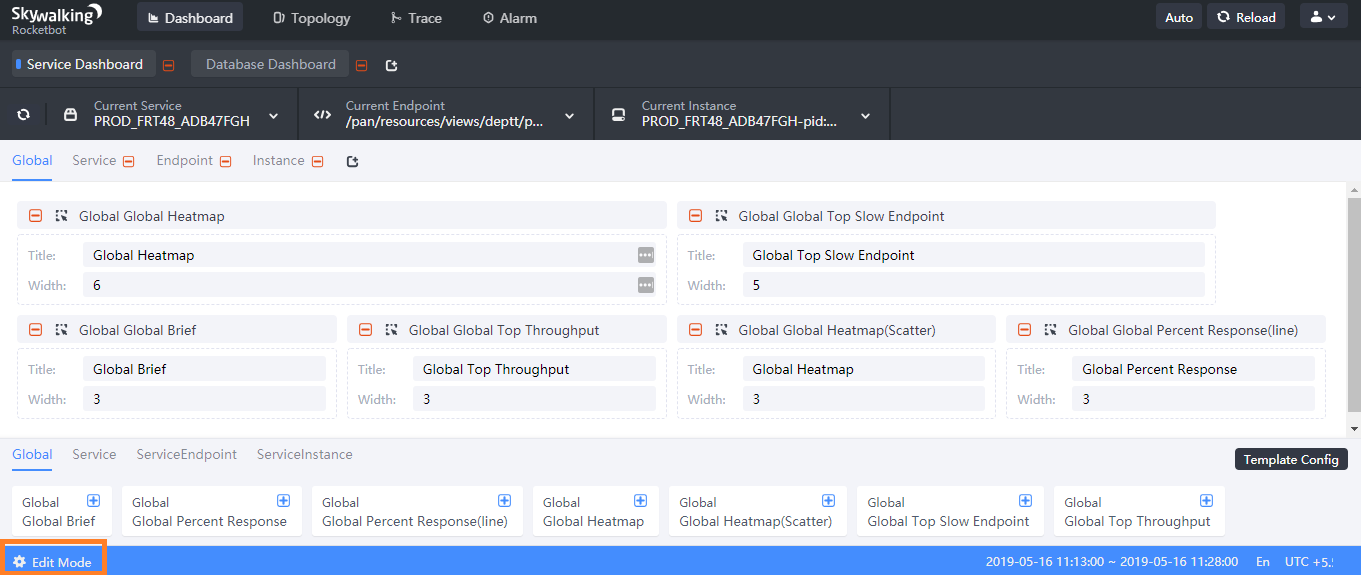 Skywalking
Rocketbot
Dashboard
Topology
Trace
Alarm
Auto
Reload
Service Dashboard
Database Dashboard
Current Service
PROD_FRT48_ADB47FGH
Current Endpoint
/pan/resources/views/deptt/p...
Current Instance
PROD_FRT48_ADB47FGH-pid:...
Global
Service
Endpoint
Instance
Global Global Heatmap
Title: Global Heatmap
Width: 6
Global Global Top Slow Endpoint
Title: Global Top Slow Endpoint
Width: 5
Global Global Brief
Title: Global Brief
Width: 3
Global Global Top Throughput
Title: Global Top Throughput
Width: 3
Global Global Heatmap(Scatter)
Title: Global Heatmap
Width: 3
Global Global Percent Response(line)
Title: Global Percent Response
Width: 3
Global
Service
ServiceEndpoint
ServiceInstance
Template Config
Global
Global Brief
Global
Global Percent Response
Global
Global Percent Response(line)
Global
Global Heatmap
Global
Global Heatmap(Scatter)
Global
Global Top Slow Endpoint
Global
Global Top Throughput
Edit Mode
2019-05-16 11:13:00 ~ 2019-05-16 11:28:00
En
UTC +5.